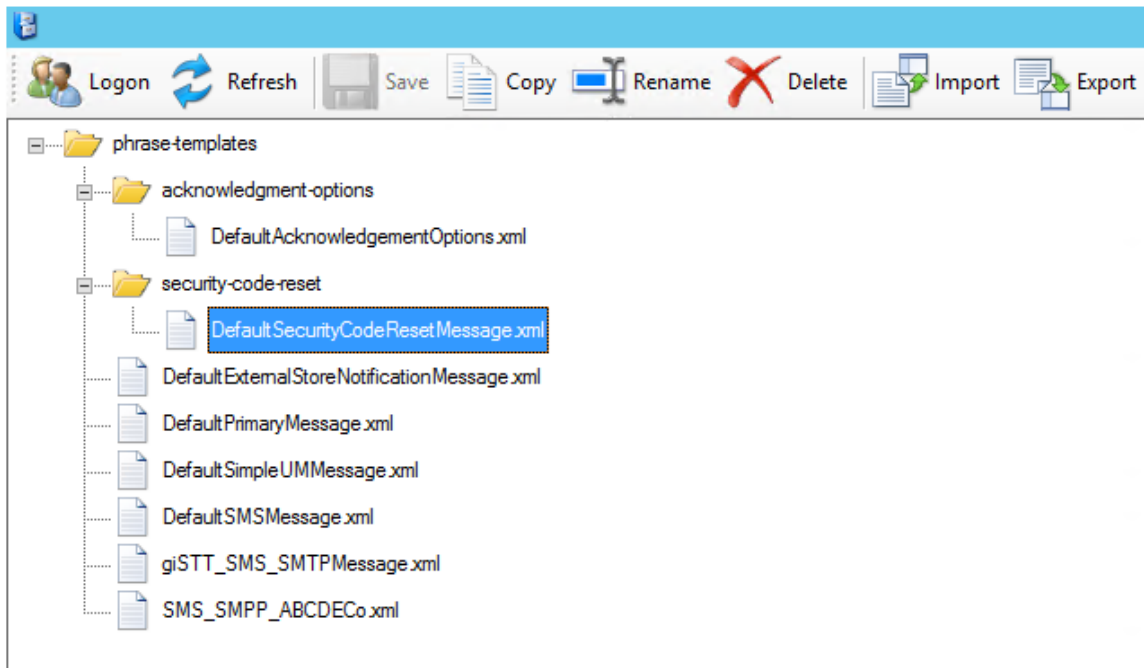 Logon Refresh Save Copy Rename Delete Import Export
phrase-templates
acknowledgment-options
DefaultAcknowledgementOptions.xml
security-code-reset
DefaultSecurityCodeResetMessage.xml
DefaultExternalStoreNotificationMessage.xml
DefaultPrimaryMessage.xml
DefaultSimpleUMMessage.xml
DefaultSMSMessage.xml
giSTT_SMS_SMTPMessage.xml
SMS_SMPP_ABCDECo.xml